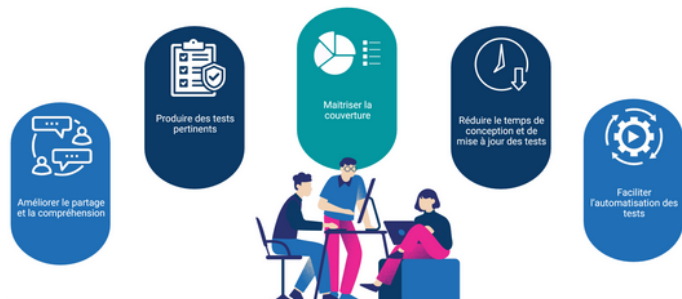 Améliorer le partage
et la compréhension
Produire des tests
pertinents
Maitriser la
couverture
Réduire le temps de
conception et de
mise à jour des tests
Faciliter
l'automatisation des
tests